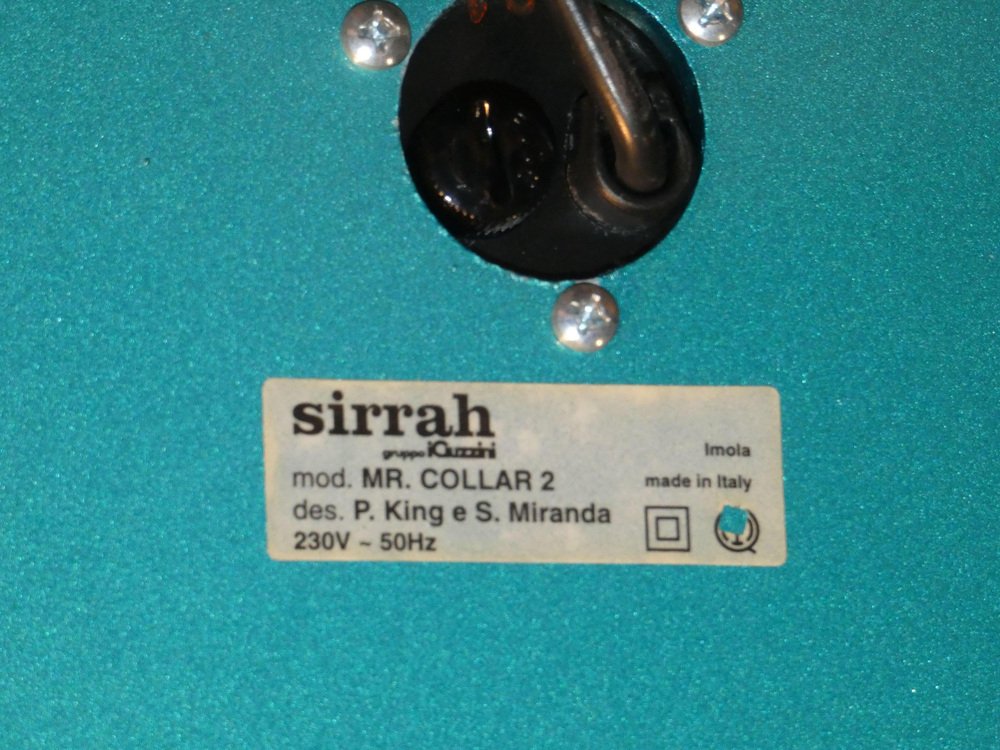 sirrah
gruppo iGuzzini
mod. MR. COLLAR 2
des. P. King e S. Miranda
230V ~ 50Hz
Imola
made in Italy